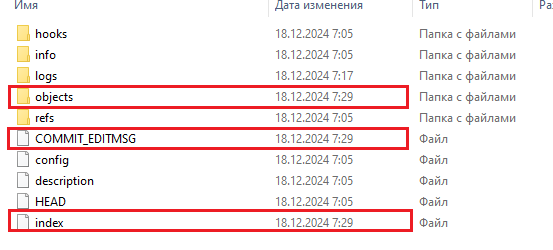 Имя Дата изменения Тип Ра
hooks 18.12.2024 7:05 Папка с файлами
info 18.12.2024 7:05 Папка с файлами
logs 18.12.2024 7:17 Папка с файлами
objects 18.12.2024 7:29 Папка с файлами
refs 18.12.2024 7:05 Папка с файлами
COMMIT_EDITMSG 18.12.2024 7:29 Файл
config 18.12.2024 7:05 Файл
description 18.12.2024 7:05 Файл
HEAD 18.12.2024 7:05 Файл
index 18.12.2024 7:29 Файл